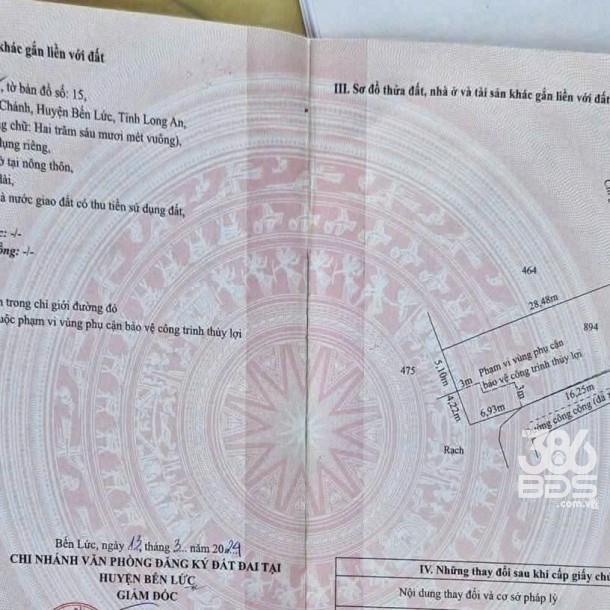 khác gắn liền với đất
, tờ bản đồ số: 15,
Chánh, Huyện Bến Lức, Tỉnh Long An,
g chữ: Hai trăm sáu mươi mét vuông),
dụng riêng,
ở tại nông thôn,
dài,
à nước giao đất có thu tiền sử dụng đất,
: -/-
ồng: -/-
n trong chỉ giới đường đỏ
uộc phạm vi vùng phụ cận bảo vệ công trình thủy lợi
Bến Lức, ngày 13 tháng 3 .. năm 2024
CHI NHÁNH VĂN PHÒNG ĐĂNG KÝ ĐẤT ĐAI TẠI
HUYỆN BẾN LỨC
GIÁM ĐỐC
III. Sơ đồ thửa đất, nhà ở và tài sản khác gắn liền với đất
464
28,48m
894
475
5,10m
3m
Phạm vi vùng phụ cận
bảo vệ công trình thủy lợi
4,22m
6,93m
3m
16,25m
Rạch
công cộng (đã
386
BĐS
.com.vn
IV. Những thay đổi sau khi cấp giấy ch
Nội dung thay đổi và cơ sở pháp lý